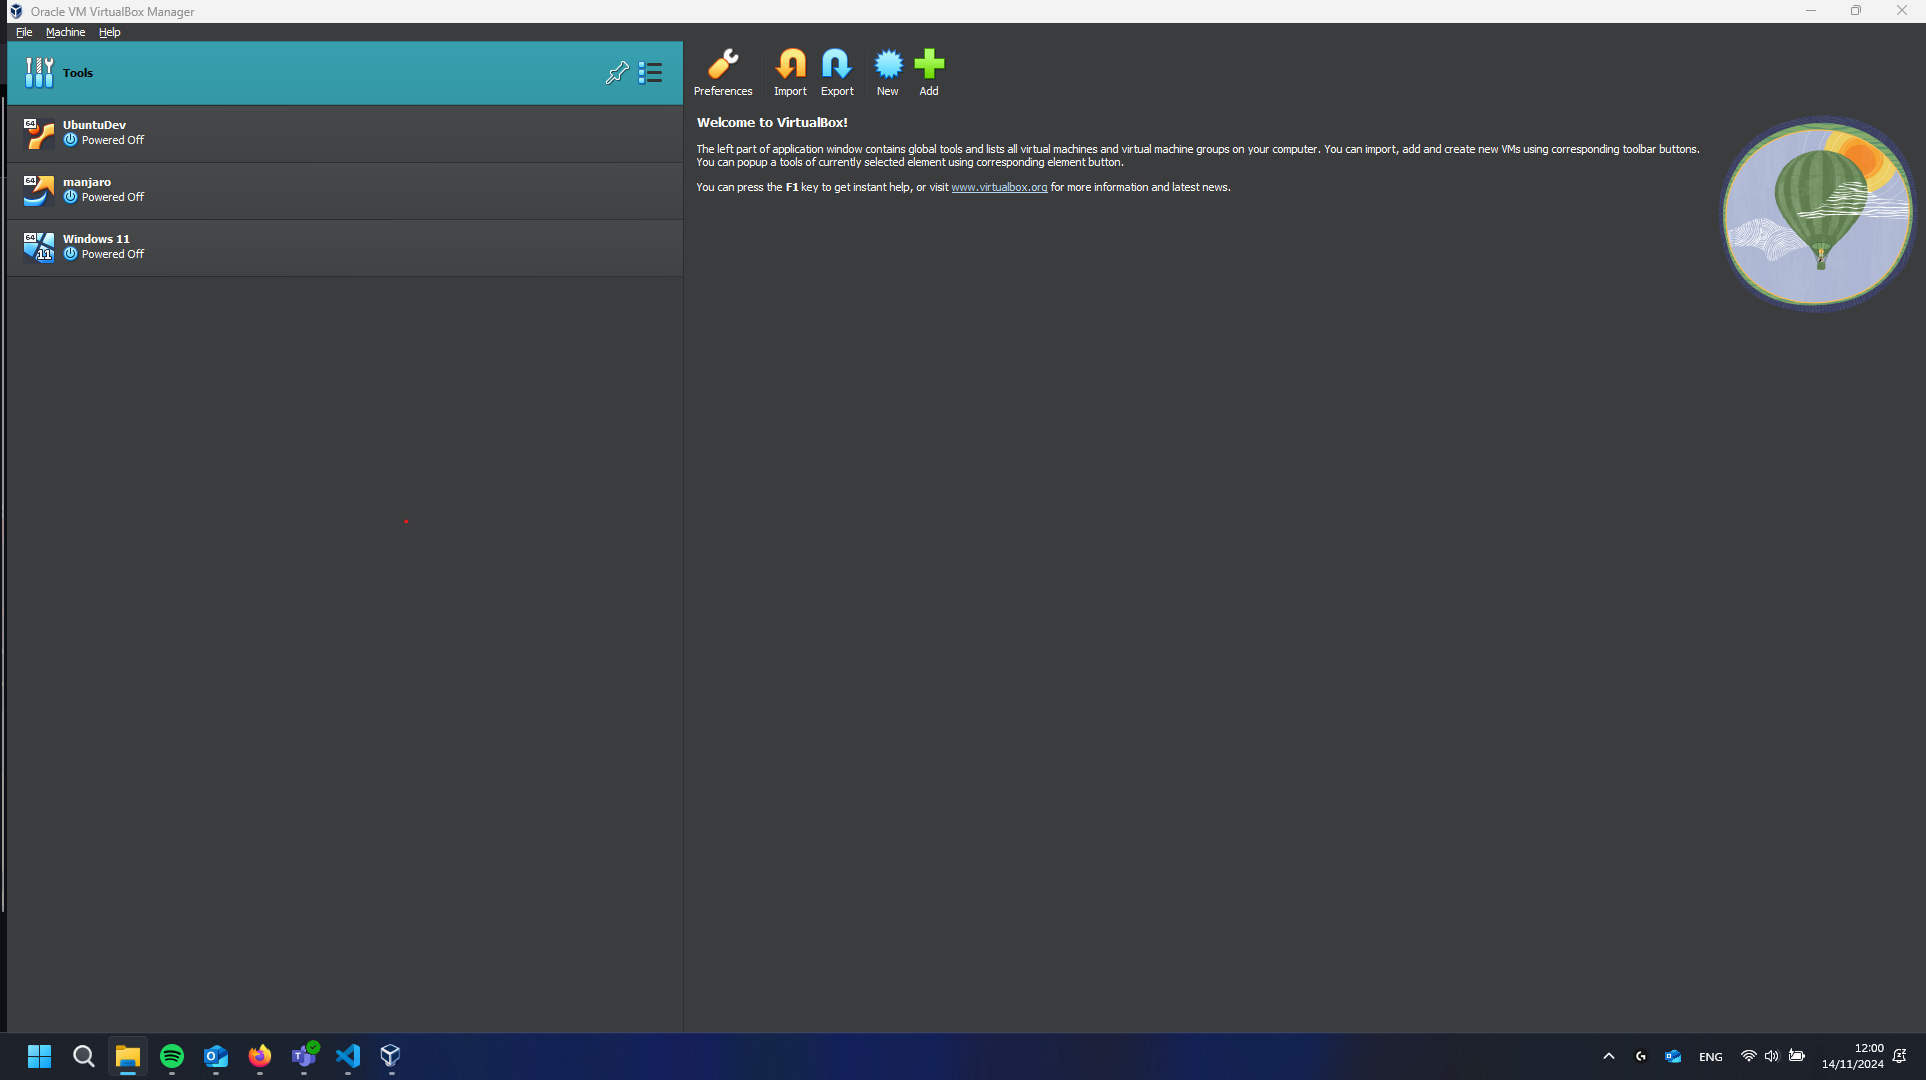 Oracle VM VirtualBox Manager
File Machine Help
Tools
64
UbuntuDev
Powered Off
64
manjaro
Powered Off
64
11
Windows 11
Powered Off
Preferences
Import
Export
New
Add
Welcome to VirtualBox!
The left part of application window contains global tools and lists all virtual machines and virtual machine groups on your computer. You can import, add and create new VMs using corresponding toolbar buttons.
You can popup a tools of currently selected element using corresponding element button.
You can press the F1 key to get instant help, or visit www.virtualbox.org for more information and latest news.
ENG
12:00
14/11/2024